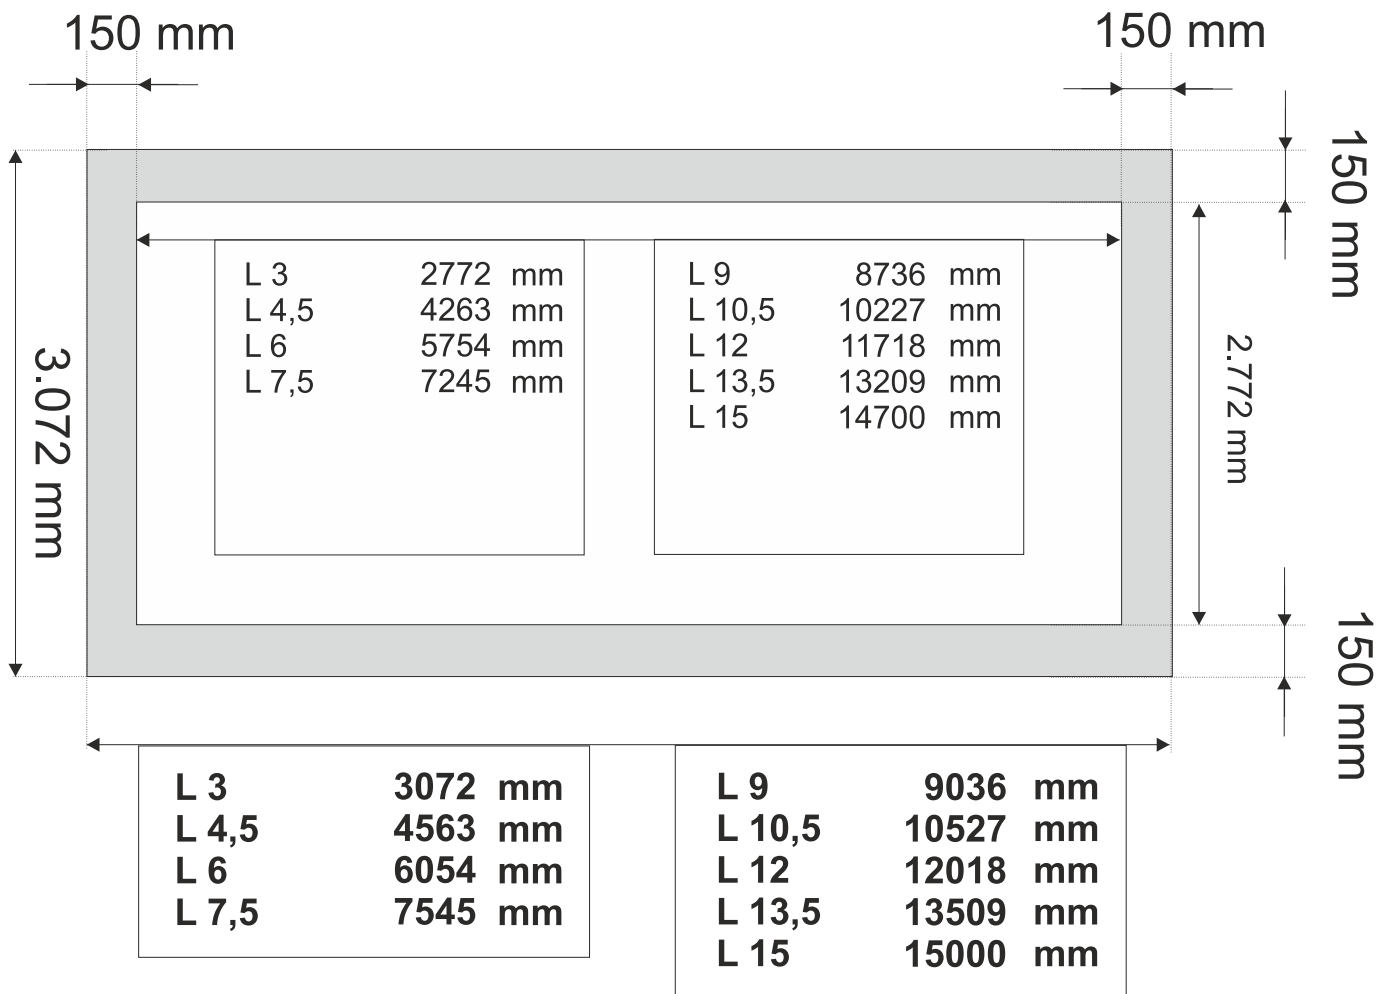 150 mm
150 mm
150 mm
L 3 2772 mm
L 4,5 4263 mm
L 6 5754 mm
L 7,5 7245 mm
L 9 8736 mm
L 10,5 10227 mm
L 12 11718 mm
L 13,5 13209 mm
L 15 14700 mm
3.072 mm
2.772 mm
150 mm
L 3 3072 mm
L 4,5 4563 mm
L 6 6054 mm
L 7,5 7545 mm
L 9 9036 mm
L 10,5 10527 mm
L 12 12018 mm
L 13,5 13509 mm
L 15 15000 mm